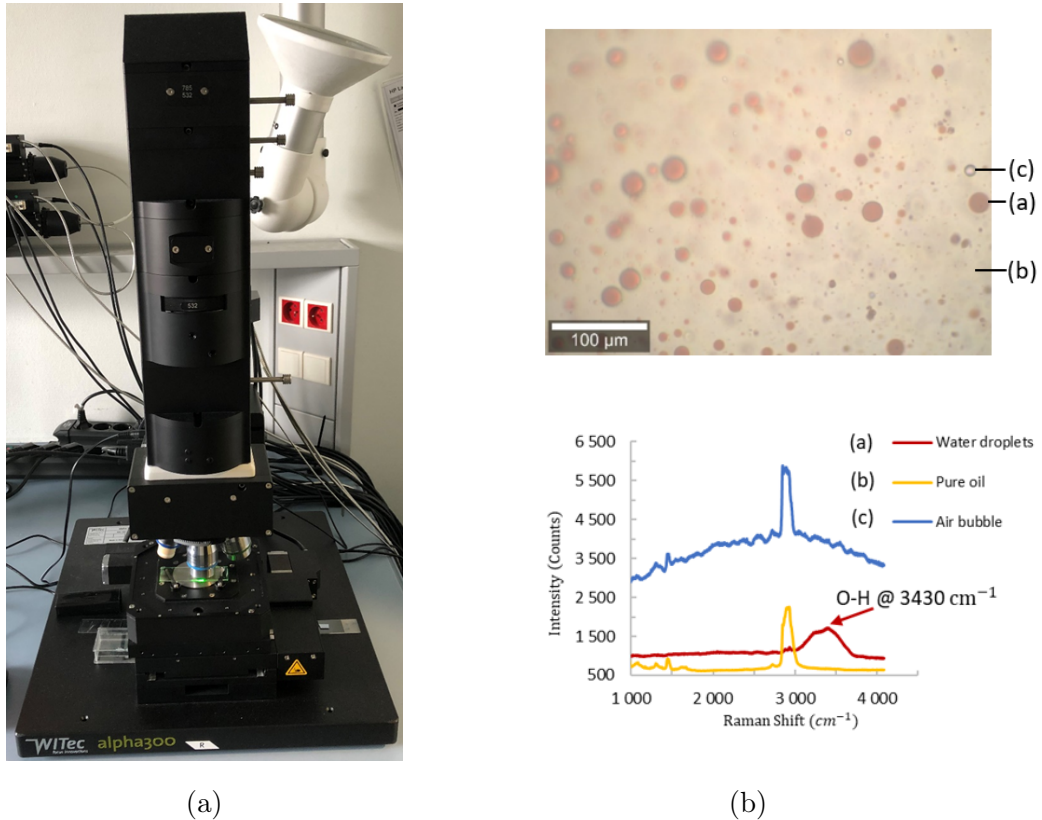 785
532
532
WITec
alpha300
R
(a)
(c)
(a)
(b)
100 µm
6 500
5 500
4 500
3 500
2 500
1 500
500
1 000
2 000
3 000
4 000
Intensity (Counts)
Raman Shift (cm⁻¹)
(a) Water droplets
(b) Pure oil
(c) Air bubble
O-H @ 3430 cm⁻¹
(b)